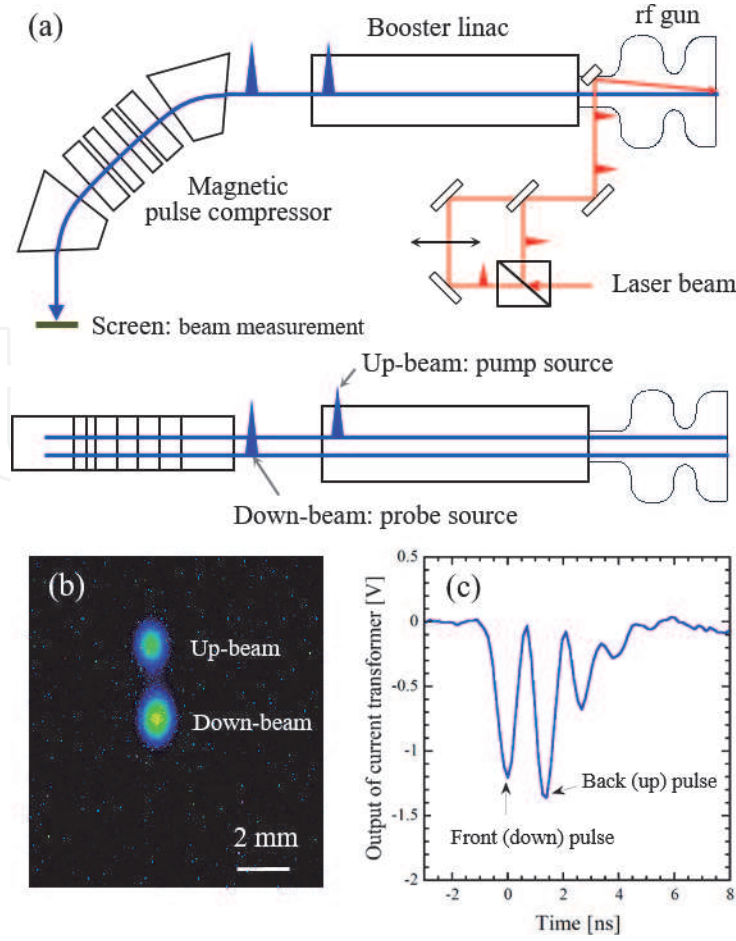 (a)
Booster linac
rf gun
Magnetic
pulse compressor
Laser beam
Screen: beam measurement
Up-beam: pump source
Down-beam: probe source
(b)
Up-beam
Down-beam
2 mm
(c)
0.5
0
-0.5
-1
-1.5
-2
Output of current transformer [V]
Back (up) pulse
Front (down) pulse
-2
0
2
4
6
8
Time [ns]